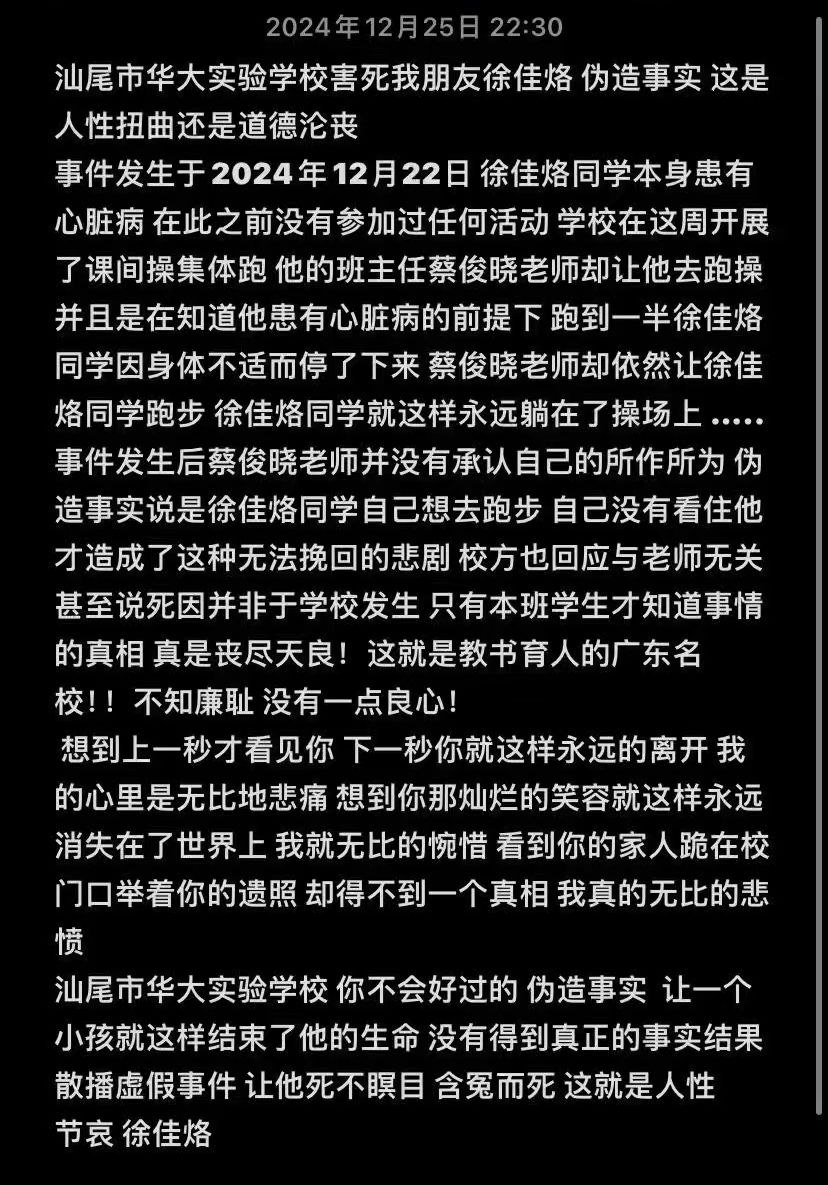 2024年12月25日 22:30
汕尾市华大实验学校害死我朋友徐佳烙 伪造事实 这是
人性扭曲还是道德沦丧
事件发生于2024年12月22日 徐佳烙同学本身患有
心脏病 在此之前没有参加过任何活动 学校在这周开展
了课间操集体跑 他的班主任蔡俊晓老师却让他去跑操
并且是在知道他患有心脏病的前提下 跑到一半徐佳烙
同学因身体不适而停了下来 蔡俊晓老师却依然让徐佳
烙同学跑步 徐佳烙同学就这样永远躺在了操场上 .....
事件发生后蔡俊晓老师并没有承认自己的所作所为 伪
造事实说是徐佳烙同学自己想去跑步 自己没有看住他
才造成了这种无法挽回的悲剧 校方也回应与老师无关
甚至说死因并非于学校发生 只有本班学生才知道事情
的真相 真是丧尽天良！这就是教书育人的广东名
校！！不知廉耻 没有一点良心！
想到上一秒才看见你 下一秒你就这样永远的离开 我
的心里是无比地悲痛 想到你那灿烂的笑容就这样永远
消失在了世界上 我就无比的惋惜 看到你的家人跪在校
门口举着你的遗照 却得不到一个真相 我真的无比的悲
愤
汕尾市华大实验学校 你不会好过的 伪造事实 让一个
小孩就这样结束了他的生命 没有得到真正的事实结果
散播虚假事件 让他死不瞑目 含冤而死 这就是人性
节哀 徐佳烙